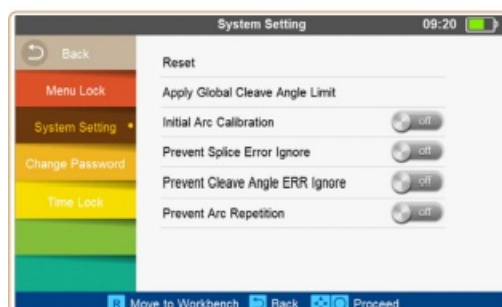 System Setting 09:20
Back
Menu Lock
System Setting
Change Password
Time Lock
Reset
Apply Global Cleave Angle Limit
Initial Arc Calibration off
Prevent Splice Error Ignore off
Prevent Cleave Angle ERR Ignore off
Prevent Arc Repetition off
R Move to Workbench Back Proceed